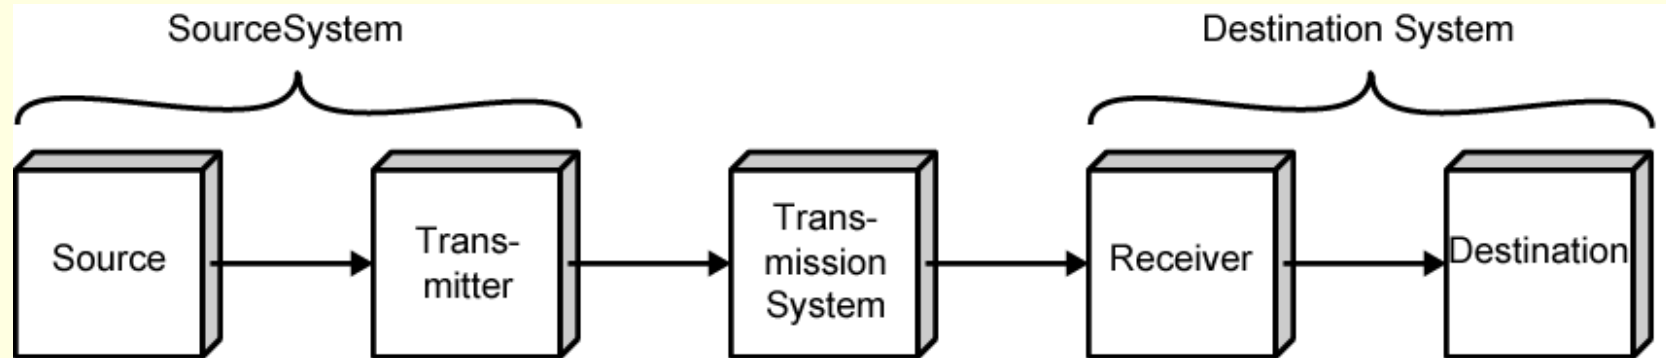 SourceSystem
Destination System
Source
Trans-
mitter
Trans-
mission
System
Receiver
Destination